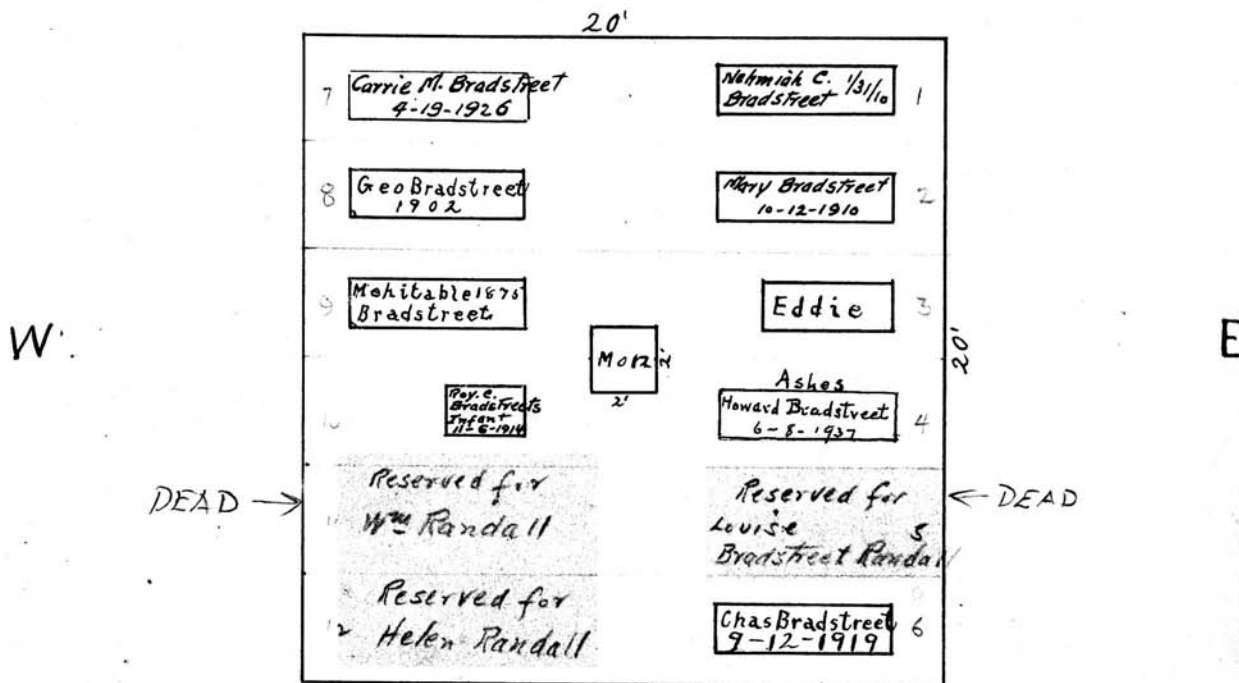 20'
7
Carrie M. Bradstreet
4-19-1926
Nehmiah C. 1/31/10
Bradstreet
1
8
Geo Bradstreet
1902
Mary Bradstreet
10-12-1910
2
9
Mehitable 1875
Bradstreet
Eddie
3
W.
E
Mon
2'
2'
20'
10
Roy. C.
Bradstreets
Infant
11-6-1914
Ashes
Howard Bradstreet
6-8-1937
4
DEAD →
11
Reserved for
Wm Randall
Reserved for
Louise
Bradstreet Randall
5
← DEAD
12
Reserved for
Helen Randall
Chas Bradstreet
9-12-1919
6